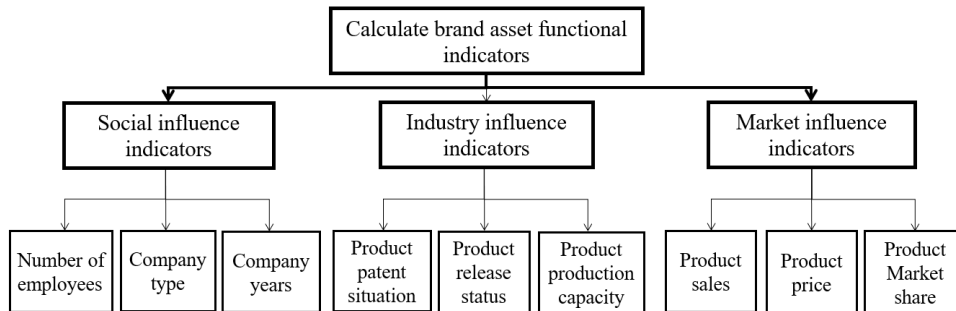 Calculate brand asset functional
indicators
Social influence
indicators
Industry influence
indicators
Market influence
indicators
Number of
employees
Company
type
Company
years
Product
patent
situation
Product
release
status
Product
production
capacity
Product
sales
Product
price
Product
Market
share